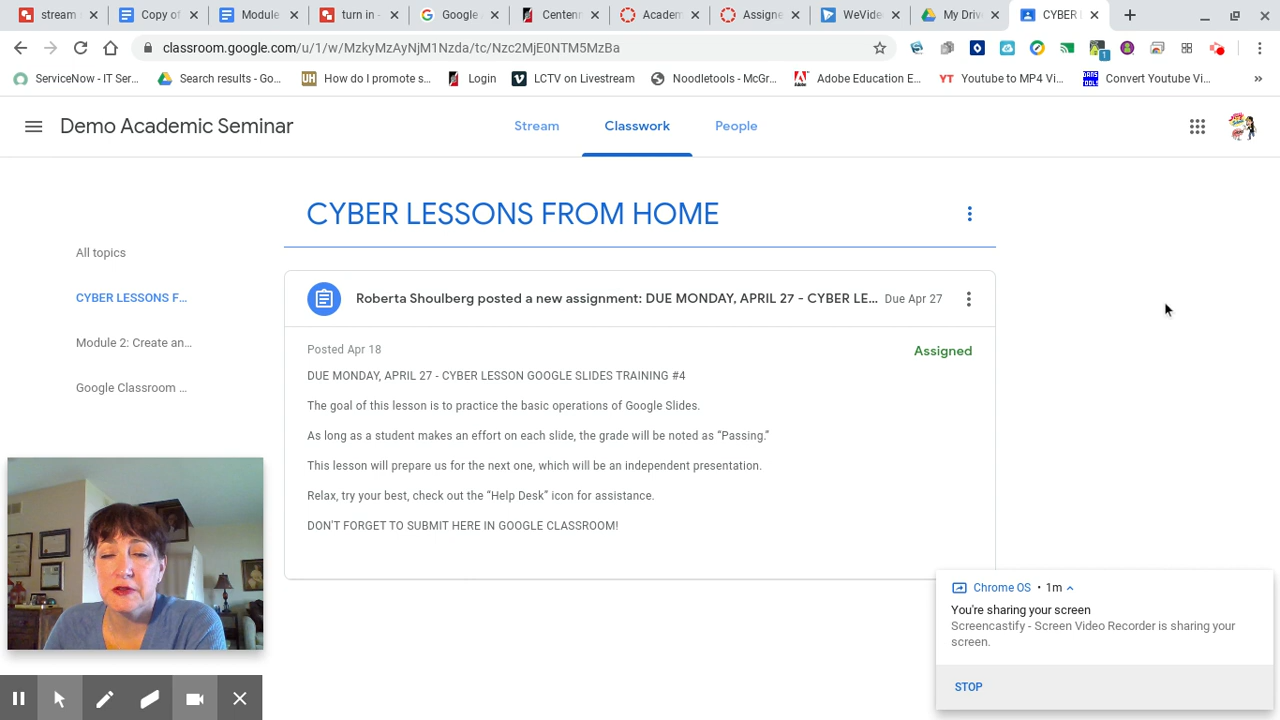 stream
Copy of
Module
turn in -
Google
Centenn
Academ
Assigne
WeVide
My Driv
CYBER
classroom.google.com/u/1/w/MzkyMzAyNjM1Nzda/tc/Nzc2MjE0NTM5MzBa
1
ServiceNow - IT Ser...
Search results - Go...
UH
How do I promote s...
Login
LCTV on Livestream
Noodletools - McGr...
Adobe Education E...
YT
Youtube to MP4 Vi...
Convert Youtube Vi...
»
Demo Academic Seminar
Stream
Classwork
People
CYBER LESSONS FROM HOME
All topics
CYBER LESSONS F...
Module 2: Create an...
Google Classroom ...
Roberta Shoulberg posted a new assignment: DUE MONDAY, APRIL 27 - CYBER LE... Due Apr 27
Posted Apr 18
Assigned
DUE MONDAY, APRIL 27 - CYBER LESSON GOOGLE SLIDES TRAINING #4
The goal of this lesson is to practice the basic operations of Google Slides.
As long as a student makes an effort on each slide, the grade will be noted as “Passing.”
This lesson will prepare us for the next one, which will be an independent presentation.
Relax, try your best, check out the “Help Desk” icon for assistance.
DON'T FORGET TO SUBMIT HERE IN GOOGLE CLASSROOM!
Chrome OS • 1m
You're sharing your screen
Screencastify - Screen Video Recorder is sharing your
screen.
STOP